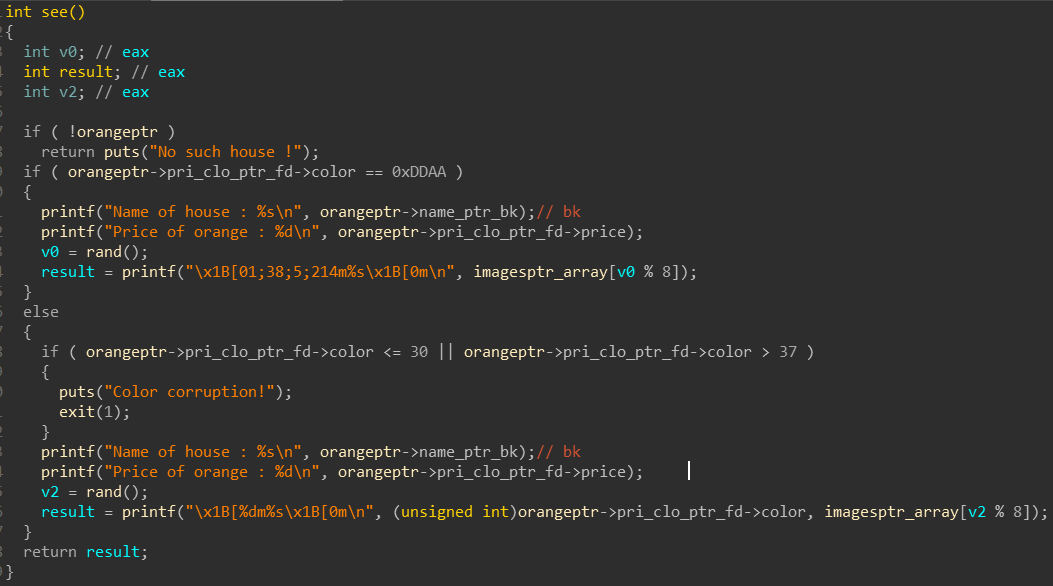 int see()
{
  int v0; // eax
  int result; // eax
  int v2; // eax

  if ( !orangeptr )
    return puts("No such house !");
  if ( orangeptr->pri_clo_ptr_fd->color == 0xDDAA )
  {
    printf("Name of house : %s\n", orangeptr->name_ptr_bk);// bk
    printf("Price of orange : %d\n", orangeptr->pri_clo_ptr_fd->price);
    v0 = rand();
    result = printf("\x1B[01;38;5;214m%s\x1B[0m\n", imagesptr_array[v0 % 8]);
  }
  else
  {
    if ( orangeptr->pri_clo_ptr_fd->color <= 30 || orangeptr->pri_clo_ptr_fd->color > 37 )
    {
      puts("Color corruption!");
      exit(1);
    }
    printf("Name of house : %s\n", orangeptr->name_ptr_bk);// bk
    printf("Price of orange : %d\n", orangeptr->pri_clo_ptr_fd->price);
    v2 = rand();
    result = printf("\x1B[%dm%s\x1B[0m\n", (unsigned int)orangeptr->pri_clo_ptr_fd->color, imagesptr_array[v2 % 8]);
  }
  return result;
}